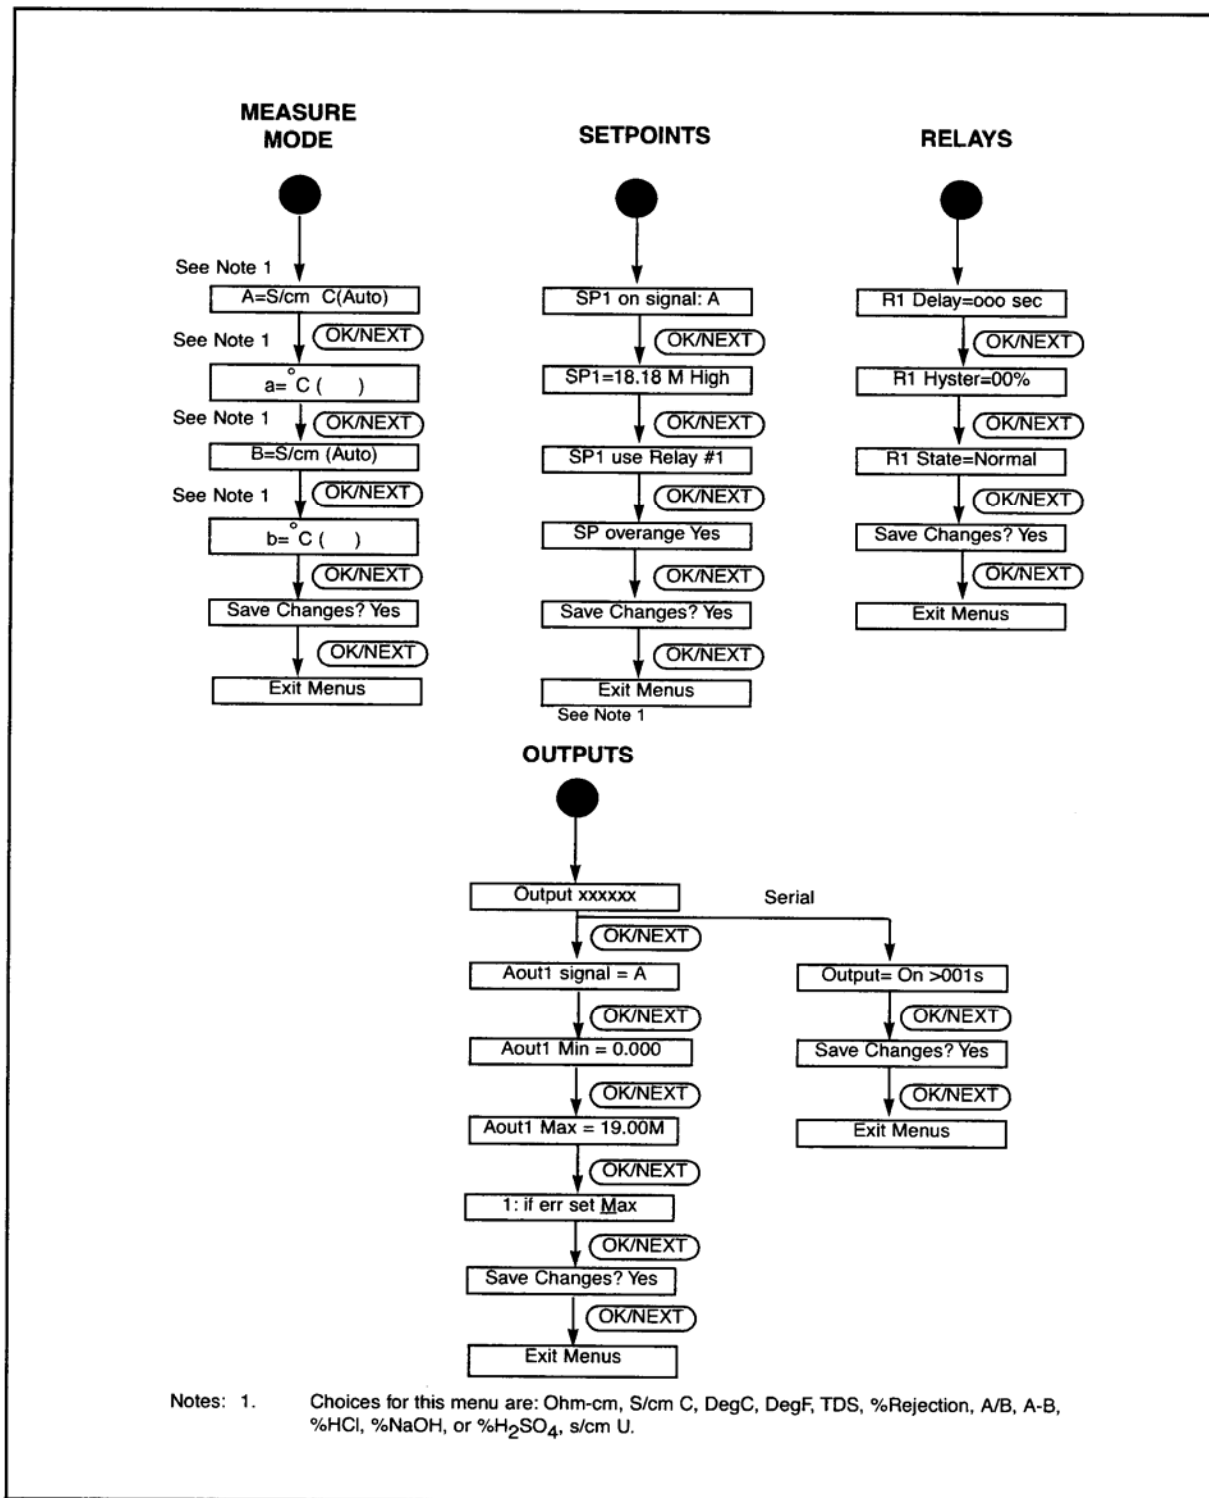 MEASURE
MODE
See Note 1
A=S/cm C(Auto)
OK/NEXT
See Note 1
a=°C ( )
See Note 1
OK/NEXT
B=S/cm (Auto)
See Note 1
OK/NEXT
b=°C ( )
OK/NEXT
Save Changes? Yes
OK/NEXT
Exit Menus
SETPOINTS
SP1 on signal: A
OK/NEXT
SP1=18.18 M High
OK/NEXT
SP1 use Relay #1
OK/NEXT
SP overange Yes
OK/NEXT
Save Changes? Yes
OK/NEXT
Exit Menus
See Note 1
RELAYS
R1 Delay=ooo sec
OK/NEXT
R1 Hyster=00%
OK/NEXT
R1 State=Normal
OK/NEXT
Save Changes? Yes
OK/NEXT
Exit Menus
OUTPUTS
Output xxxxxx
OK/NEXT
Aout1 signal = A
OK/NEXT
Aout1 Min = 0.000
OK/NEXT
Aout1 Max = 19.00M
OK/NEXT
1: if err set Max
OK/NEXT
Save Changes? Yes
OK/NEXT
Exit Menus
Serial
Output= On >001s
OK/NEXT
Save Changes? Yes
OK/NEXT
Exit Menus
Notes: 1. Choices for this menu are: Ohm-cm, S/cm C, DegC, DegF, TDS, %Rejection, A/B, A-B,
%HCl, %NaOH, or %H₂SO₄, s/cm U.